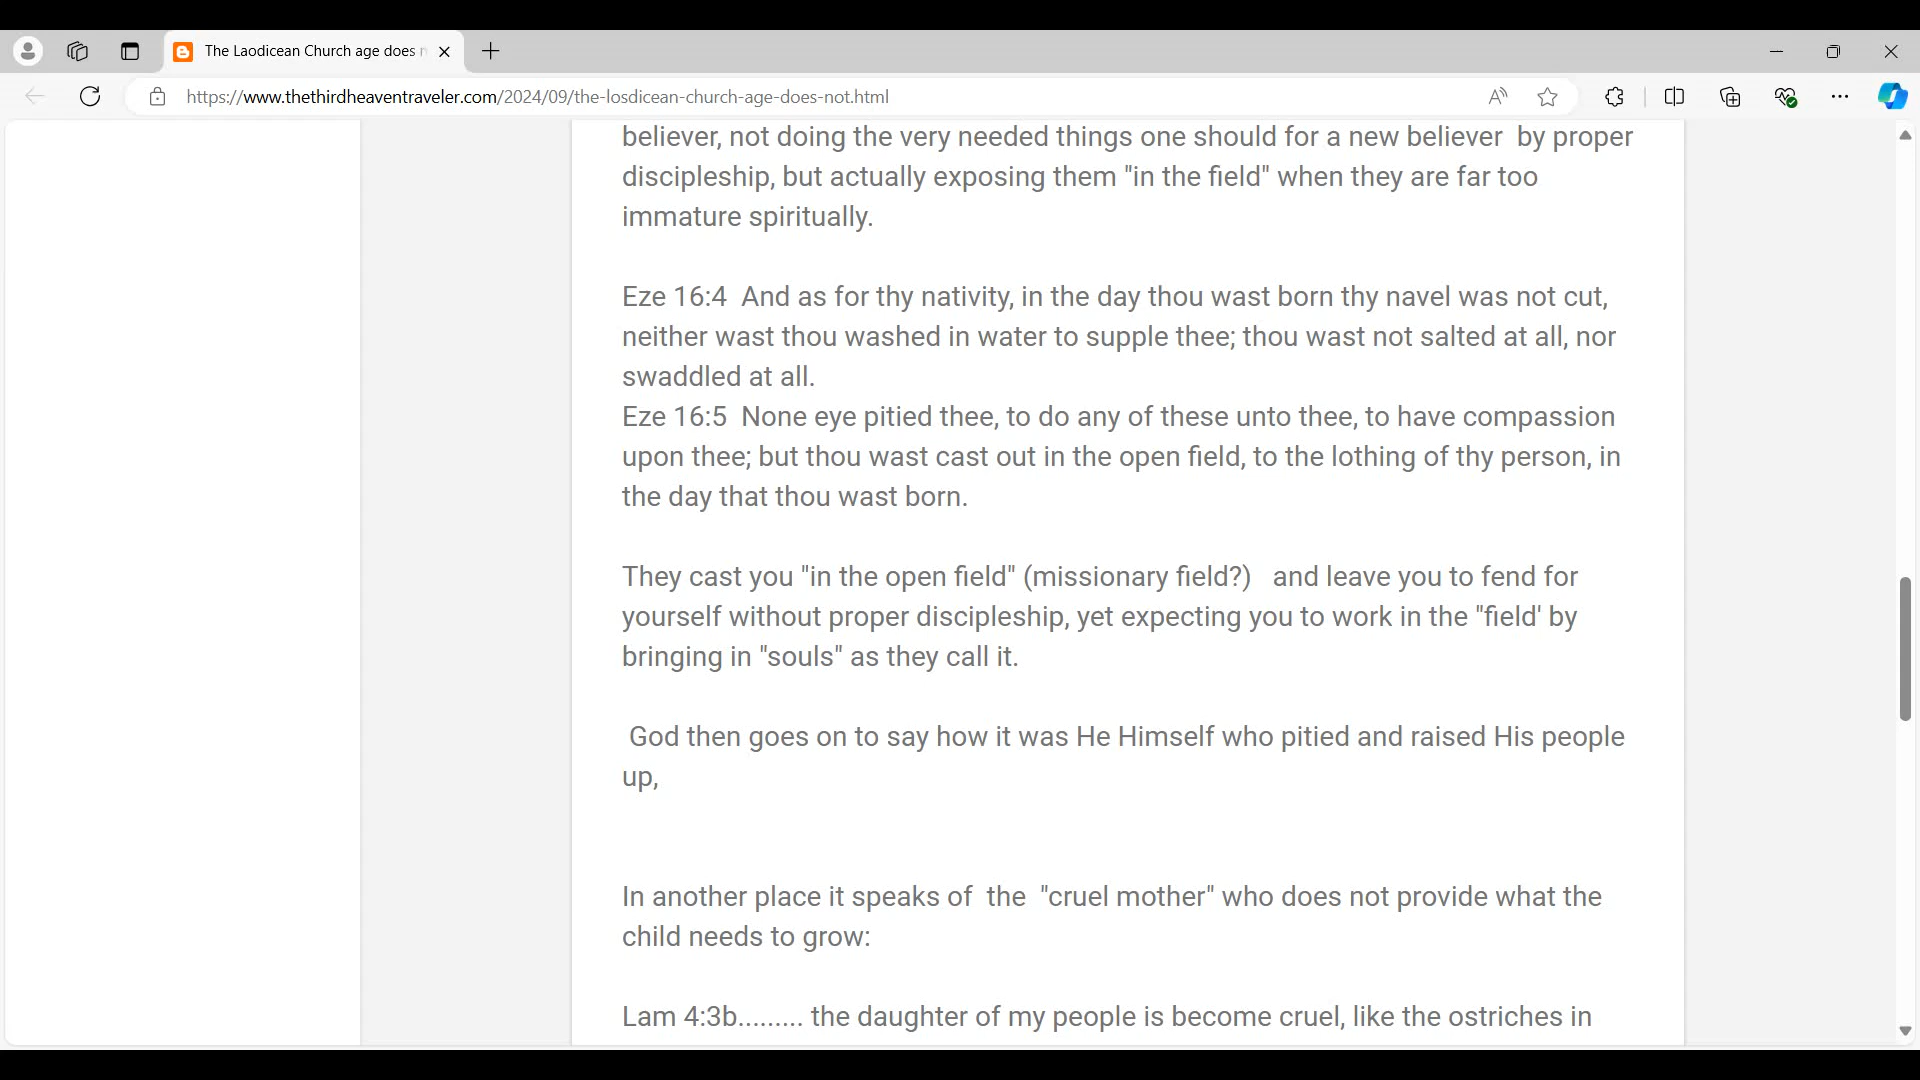 The Laodicean Church age does n
https://www.thethirdheaventraveler.com/2024/09/the-losdicean-church-age-does-not.html
believer, not doing the very needed things one should for a new believer  by proper
discipleship, but actually exposing them "in the field" when they are far too
immature spiritually.
Eze 16:4  And as for thy nativity, in the day thou wast born thy navel was not cut,
neither wast thou washed in water to supple thee; thou wast not salted at all, nor
swaddled at all.
Eze 16:5  None eye pitied thee, to do any of these unto thee, to have compassion
upon thee; but thou wast cast out in the open field, to the lothing of thy person, in
the day that thou wast born.
They cast you "in the open field" (missionary field?)   and leave you to fend for
yourself without proper discipleship, yet expecting you to work in the "field' by
bringing in "souls" as they call it.
God then goes on to say how it was He Himself who pitied and raised His people
up,
In another place it speaks of  the  "cruel mother" who does not provide what the
child needs to grow:
Lam 4:3b......... the daughter of my people is become cruel, like the ostriches in